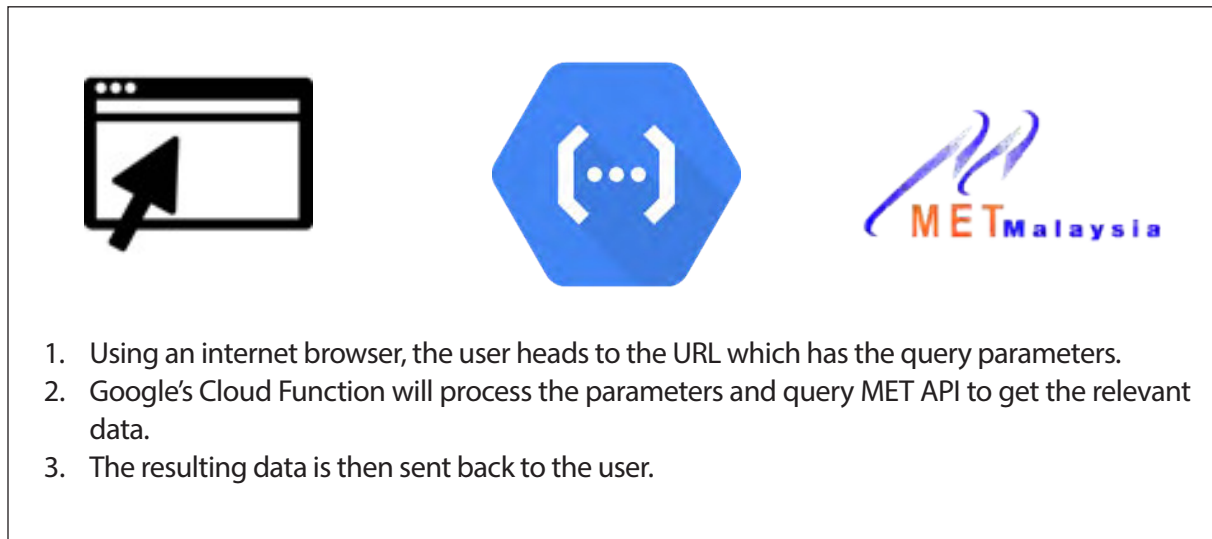 METMalaysia
1. Using an internet browser, the user heads to the URL which has the query parameters.
2. Google’s Cloud Function will process the parameters and query MET API to get the relevant
data.
3. The resulting data is then sent back to the user.